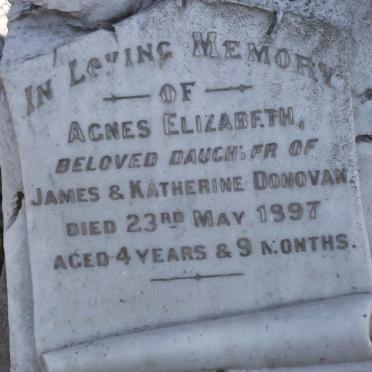 IN LOVING MEMORY
OF
AGNES ELIZABETH,
BELOVED DAUGHTER OF
JAMES & KATHERINE DONOVAN.
DIED 23RD MAY 1897
AGED 4 YEARS & 9 MONTHS.